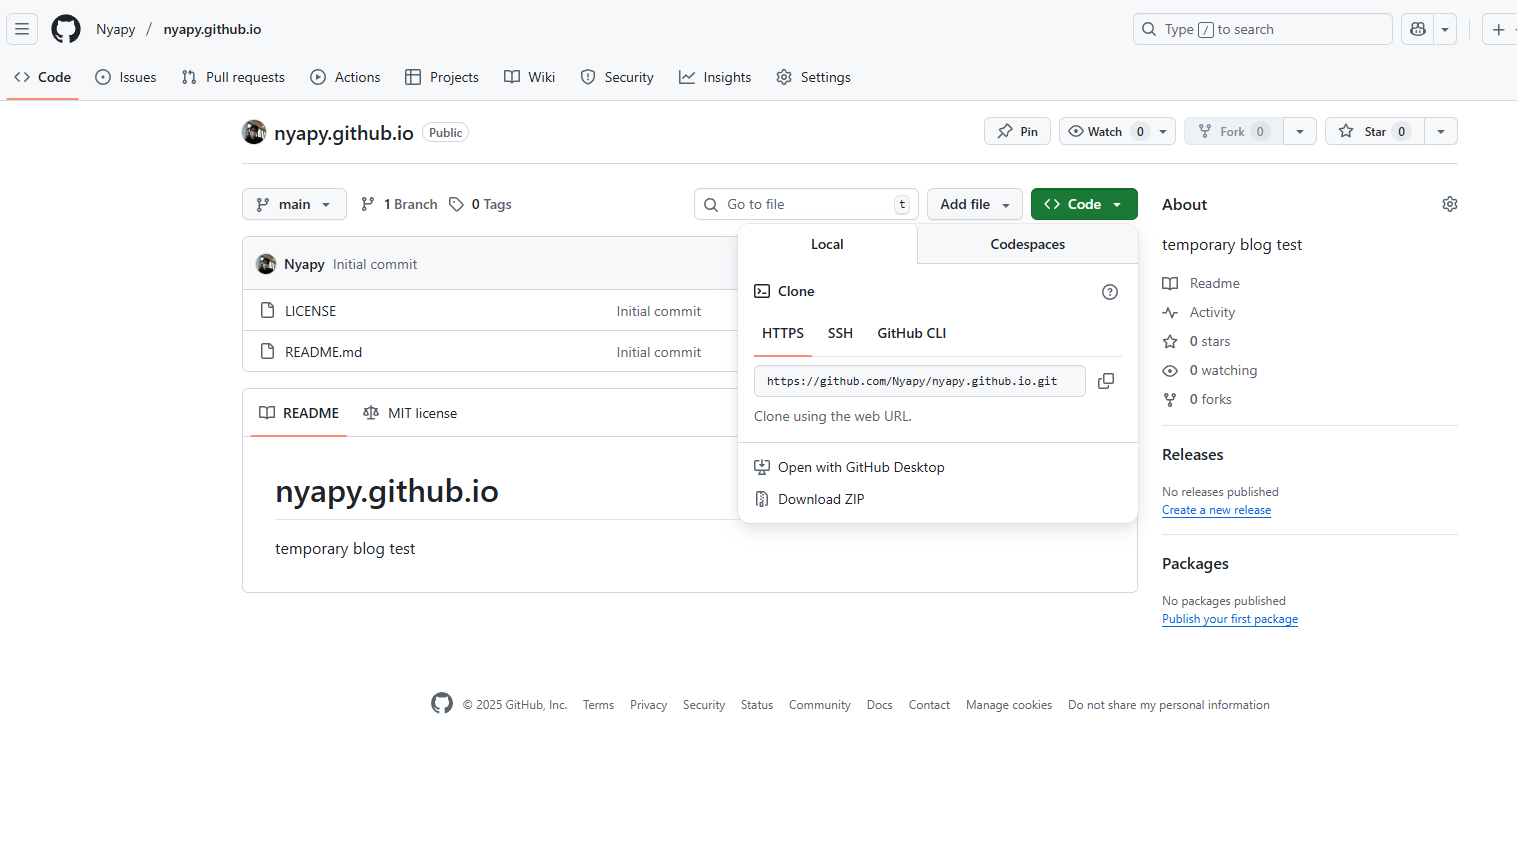 Nyapy / nyapy.github.io
Type / to search
Code Issues Pull requests Actions Projects Wiki Security Insights Settings
nyapy.github.io Public
Pin Watch 0 Fork 0 Star 0
main 1 Branch 0 Tags Go to file t Add file Code
Nyapy Initial commit
LICENSE Initial commit
README.md Initial commit
README MIT license
nyapy.github.io
temporary blog test
Local Codespaces
Clone
HTTPS SSH GitHub CLI
https://github.com/Nyapy/nyapy.github.io.git
Clone using the web URL.
Open with GitHub Desktop
Download ZIP
About
temporary blog test
Readme
Activity
0 stars
0 watching
0 forks
Releases
No releases published
Create a new release
Packages
No packages published
Publish your first package
© 2025 GitHub, Inc. Terms Privacy Security Status Community Docs Contact Manage cookies Do not share my personal information